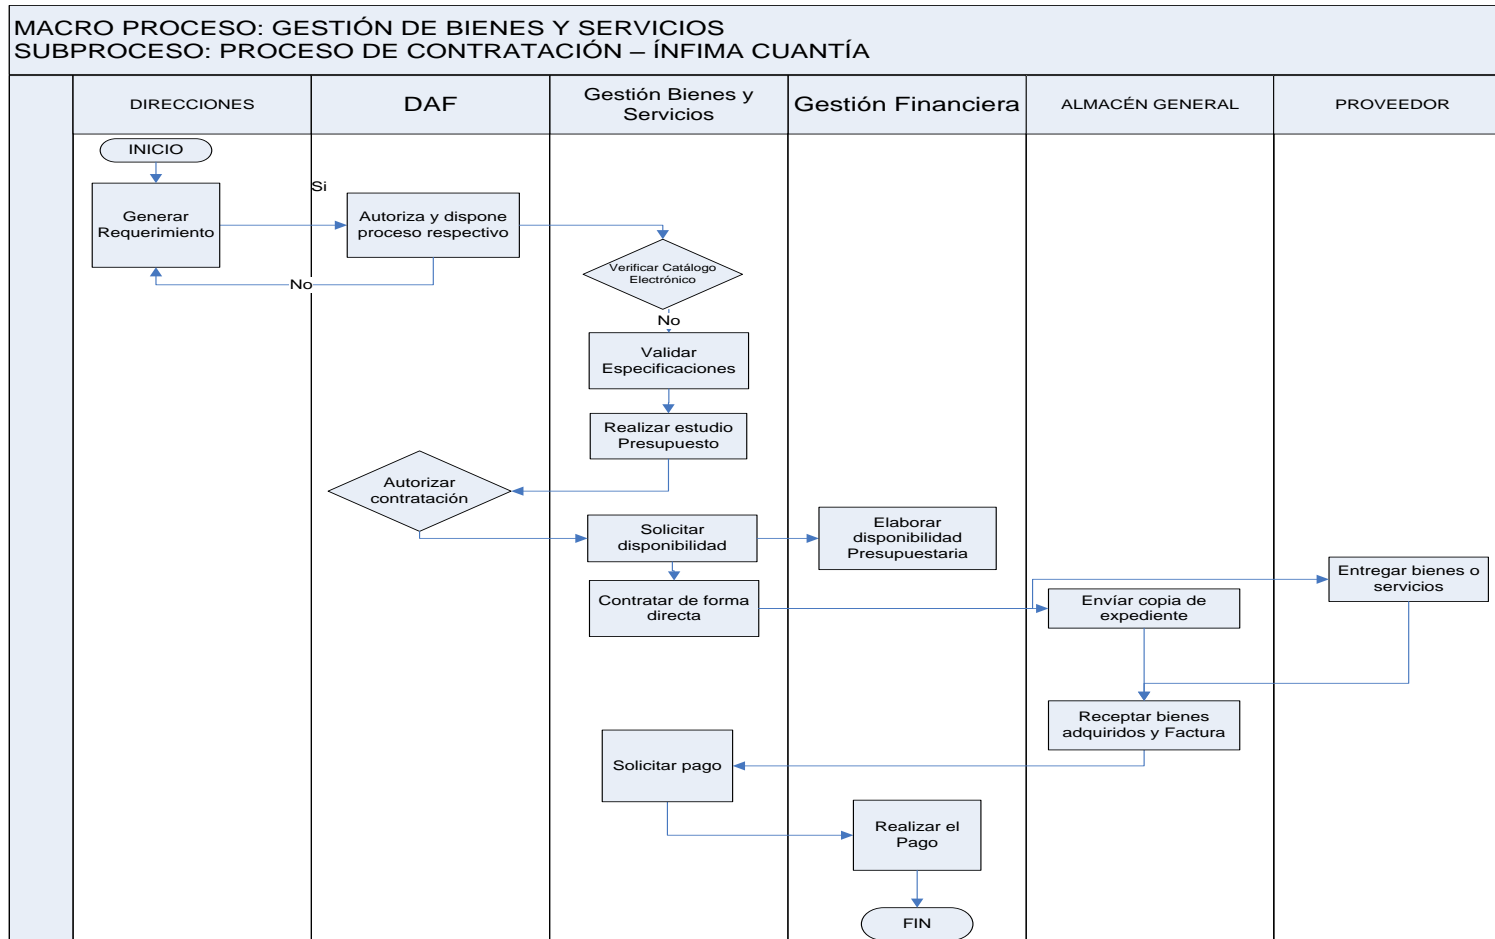 MACRO PROCESO: GESTIÓN DE BIENES Y SERVICIOS
SUBPROCESO: PROCESO DE CONTRATACIÓN – ÍNFIMA CUANTÍA
DIRECCIONES
DAF
Gestión Bienes y
Servicios
Gestión Financiera
ALMACÉN GENERAL
PROVEEDOR
INICIO
Si
Generar
Requerimiento
Autoriza y dispone
proceso respectivo
Verificar Catálogo
Electrónico
No
No
Validar
Especificaciones
Realizar estudio
Presupuesto
Autorizar
contratación
Solicitar
disponibilidad
Elaborar
disponibilidad
Presupuestaria
Entregar bienes o
servicios
Contratar de forma
directa
Envíar copia de
expediente
Receptar bienes
adquiridos y Factura
Solicitar pago
Realizar el
Pago
FIN